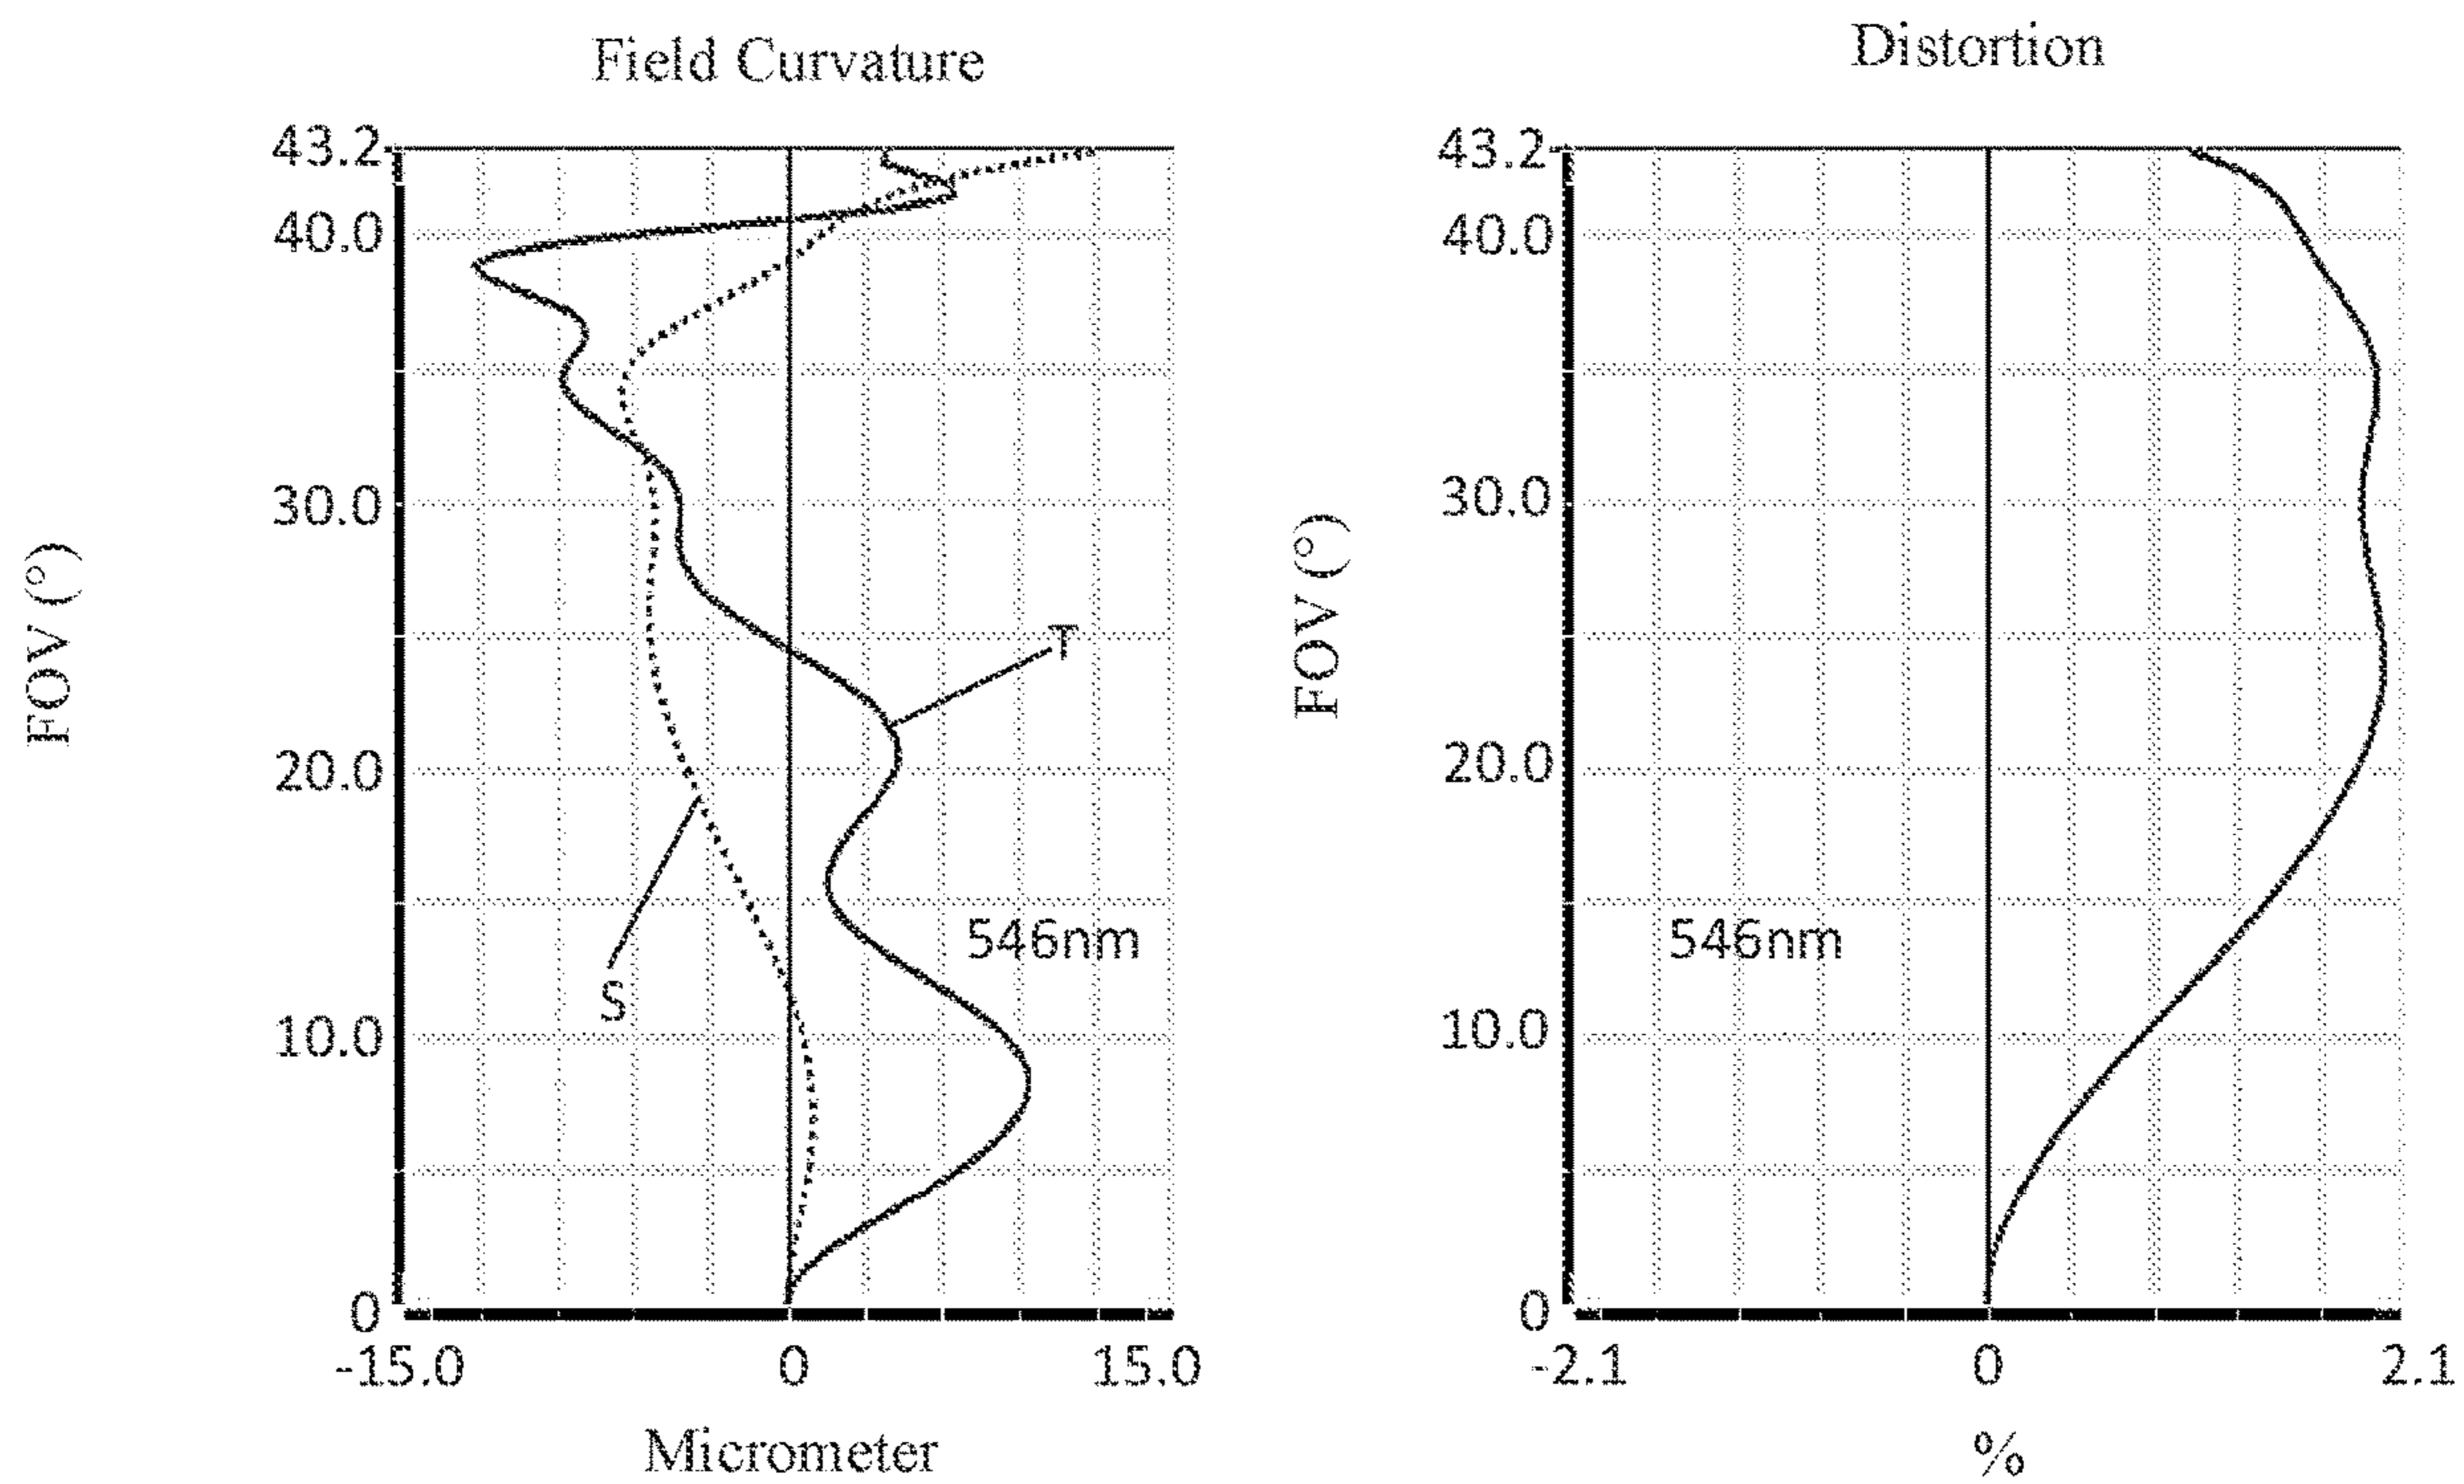 Field Curvature
43.2
40.0
30.0
20.0
10.0
0
FOV (°)
T
S
546nm
-15.0
0
15.0
Micrometer
Distortion
43.2
40.0
30.0
20.0
10.0
0
FOV (°)
546nm
-2.1
0
2.1
%